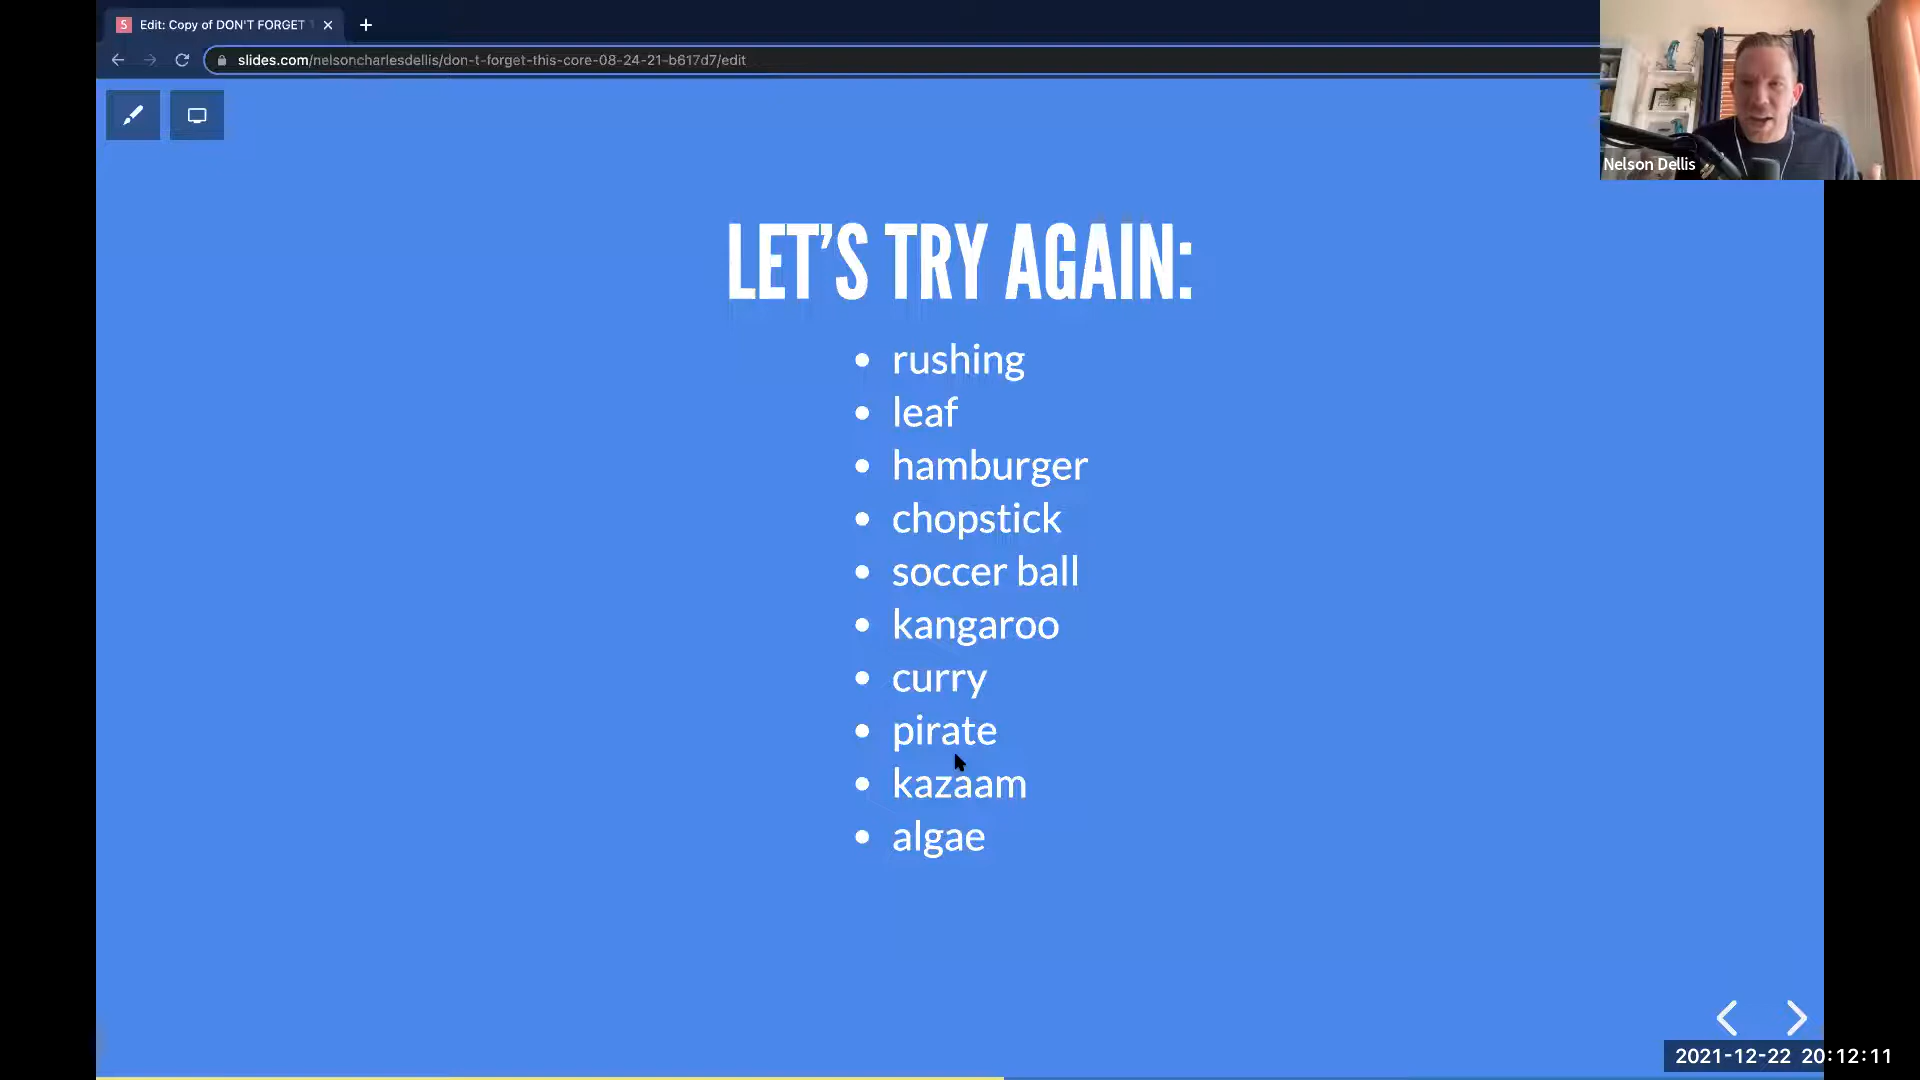 Edit: Copy of DON'T FORGET
slides.com/nelsoncharlesdellis/don-t-forget-this-core-08-24-21-b617d7/edit
Nelson Dellis
LET'S TRY AGAIN:
• rushing
• leaf
• hamburger
• chopstick
• soccer ball
• kangaroo
• curry
• pirate
• kazaam
• algae
2021-12-22 20:12:11